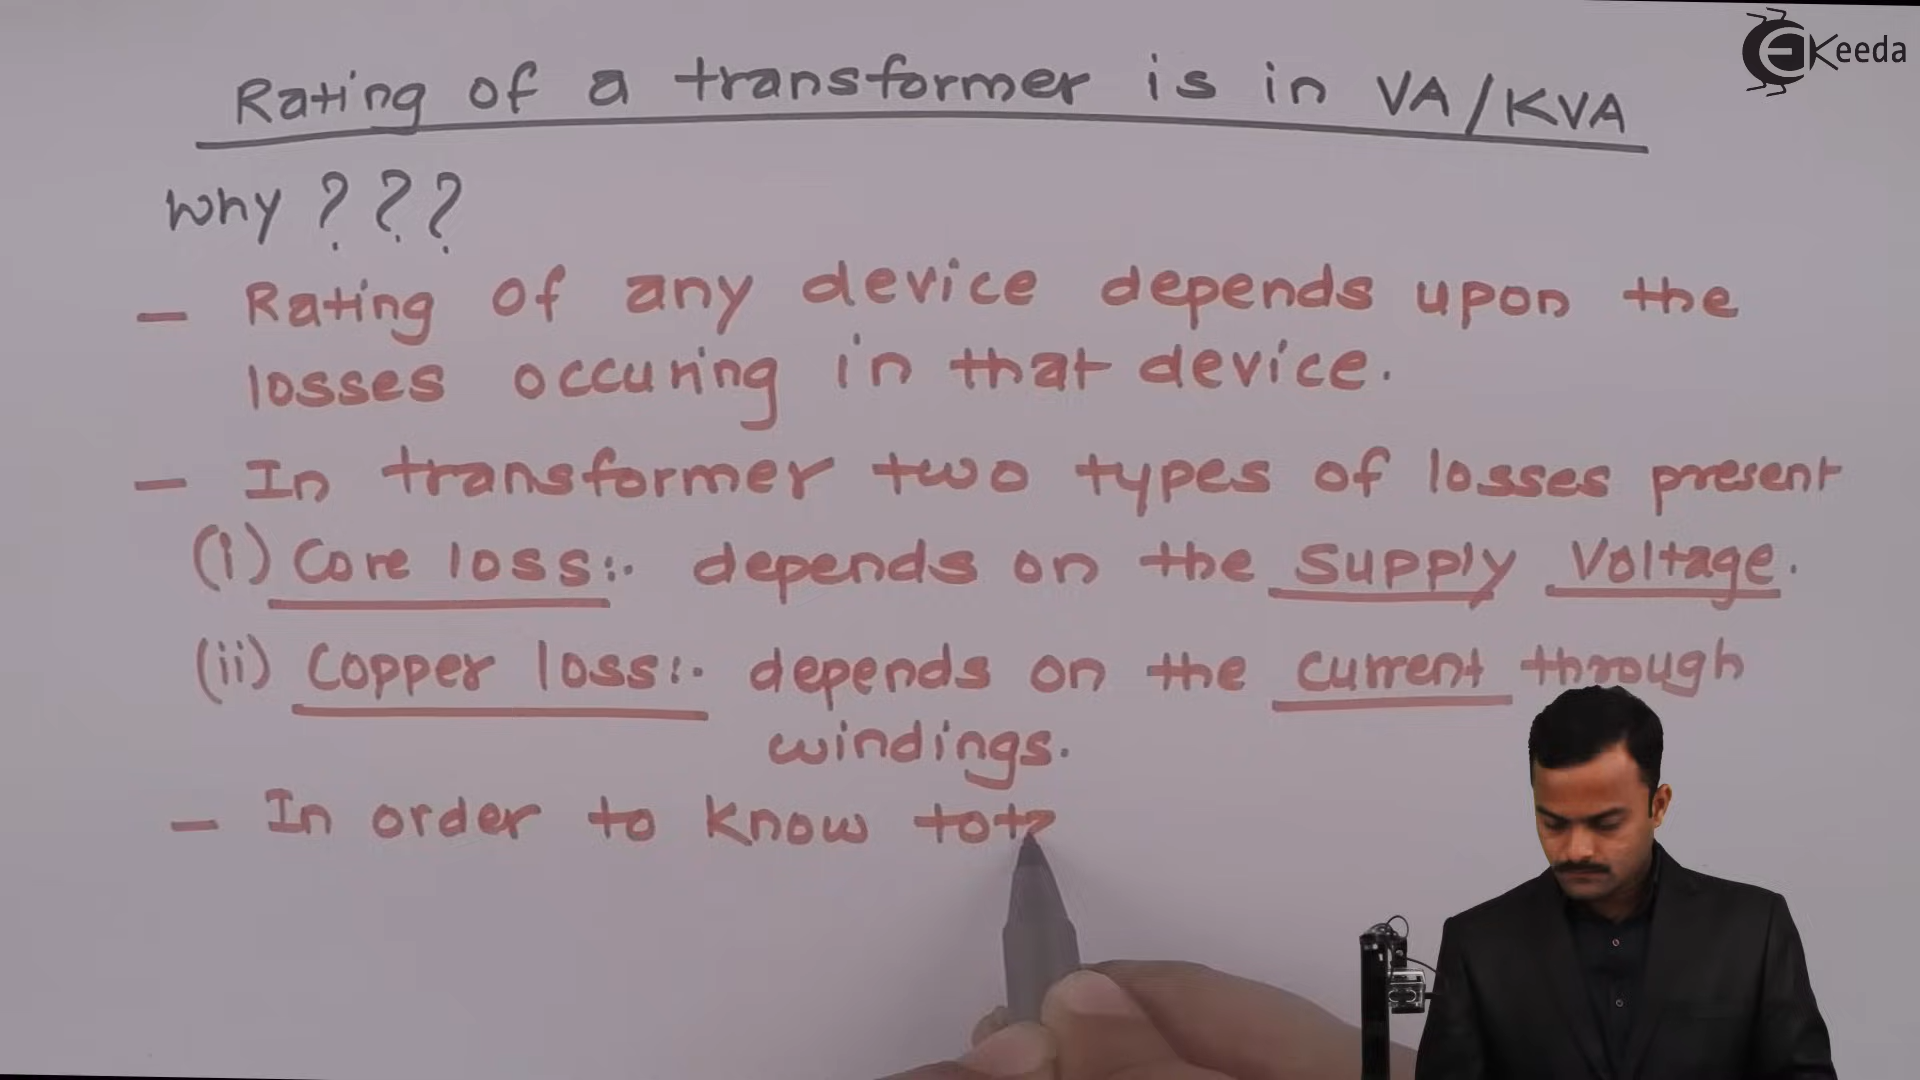 EKeeda
Rating of a transformer is in VA/KVA
Why ? ? ?
- Rating of any device depends upon the
losses occuring in that device.
- In transformer two types of losses present
(i) Core loss:- depends on the supply voltage.
(ii) Copper loss:- depends on the current through
windings.
- In order to know tota